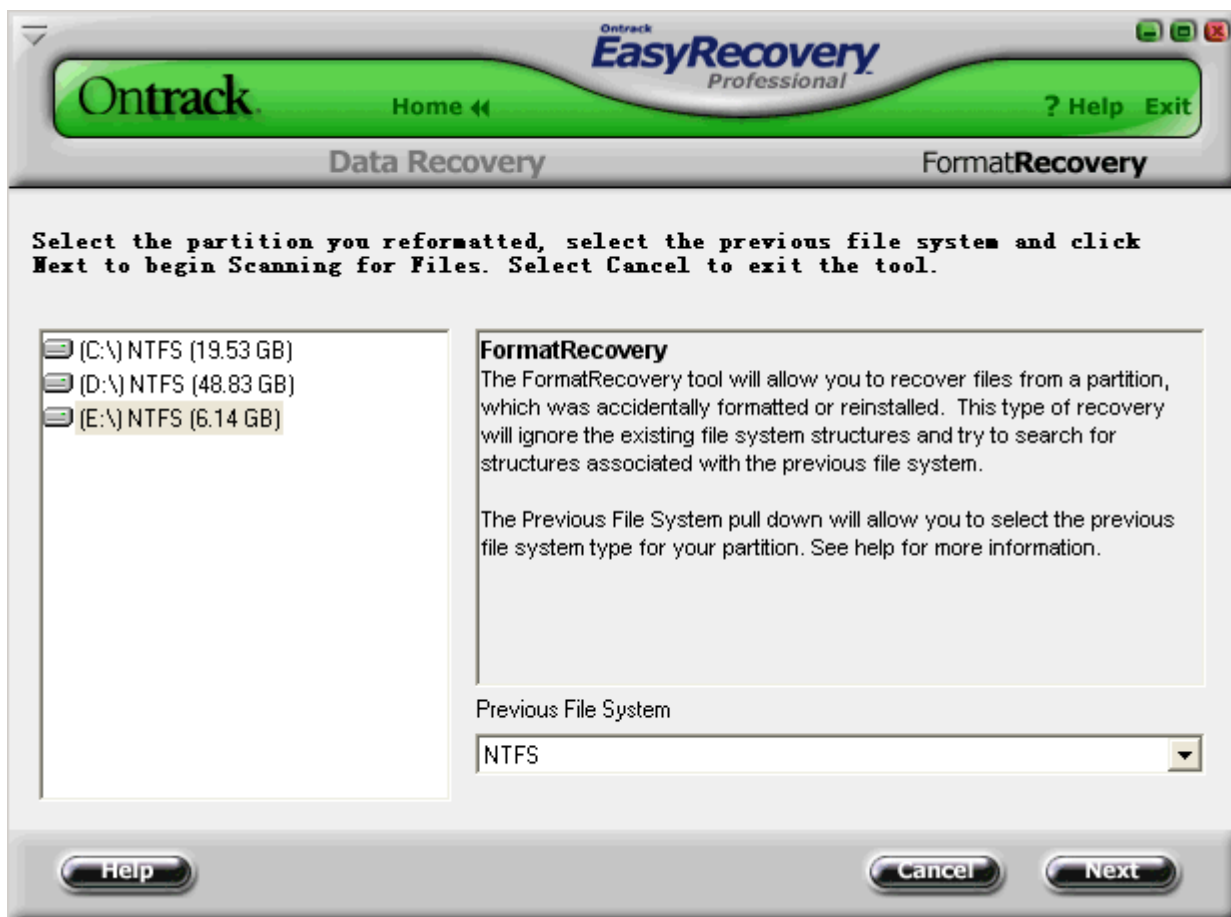 Ontrack
EasyRecovery
Professional
Ontrack
Home
? Help Exit
Data Recovery
FormatRecovery
Select the partition you reformatted, select the previous file system and click
Next to begin Scanning for Files. Select Cancel to exit the tool.
(C:\) NTFS (19.53 GB)
(D:\) NTFS (48.83 GB)
(E:\) NTFS (6.14 GB)
FormatRecovery
The FormatRecovery tool will allow you to recover files from a partition,
which was accidentally formatted or reinstalled. This type of recovery
will ignore the existing file system structures and try to search for
structures associated with the previous file system.
The Previous File System pull down will allow you to select the previous
file system type for your partition. See help for more information.
Previous File System
NTFS
Help
Cancel
Next